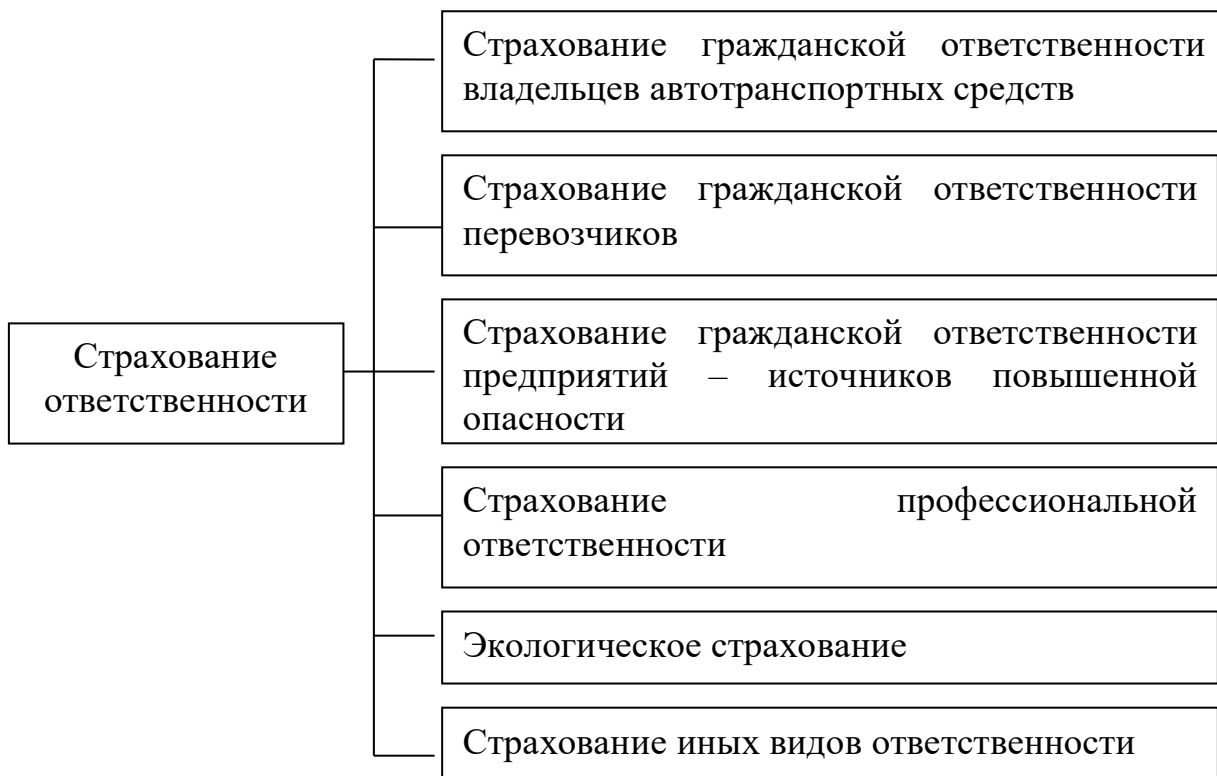 Страхование гражданской ответственности
владельцев автотранспортных средств
Страхование гражданской ответственности
перевозчиков
Страхование гражданской ответственности
предприятий – источников повышенной
опасности
Страхование
ответственности
Страхование профессиональной
ответственности
Экологическое страхование
Страхование иных видов ответственности